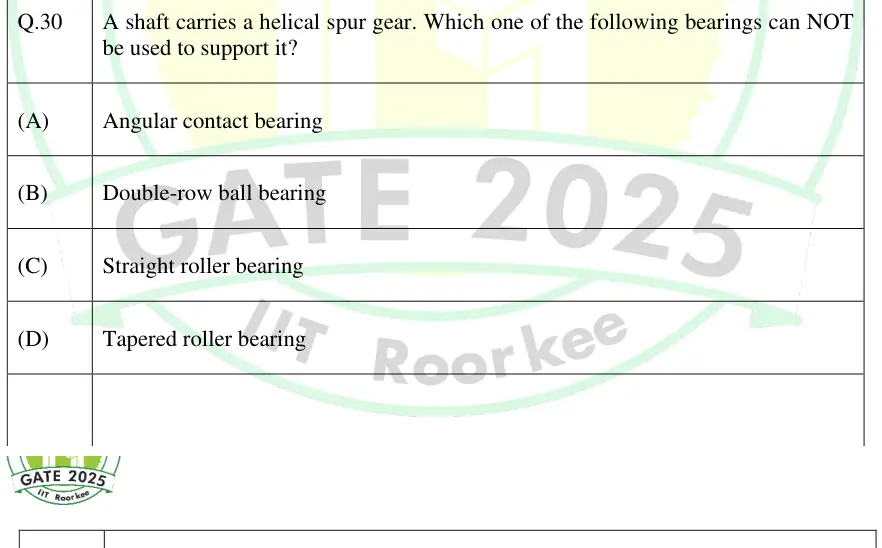 Q.30 A shaft carries a helical spur gear. Which one of the following bearings can NOT
be used to support it?
(A) Angular contact bearing
(B) Double-row ball bearing
(C) Straight roller bearing
(D) Tapered roller bearing
GATE 2025
IIT Roorkee
GATE 2025
IIT Roorkee